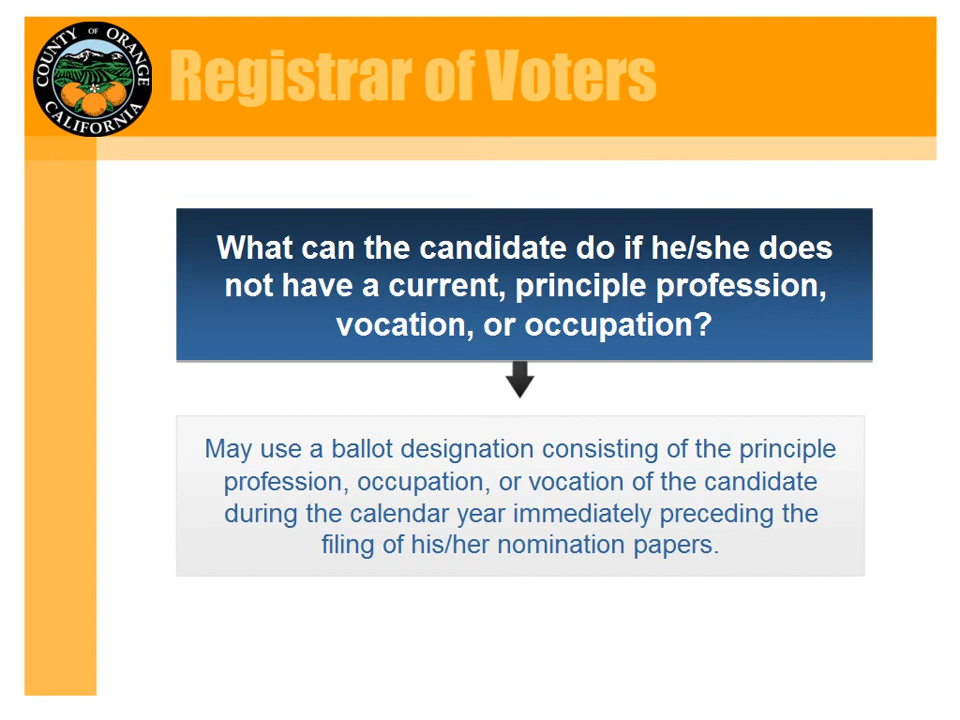 COUNTY OF ORANGE
CALIFORNIA
Registrar of Voters
What can the candidate do if he/she does
not have a current, principle profession,
vocation, or occupation?
May use a ballot designation consisting of the principle
profession, occupation, or vocation of the candidate
during the calendar year immediately preceding the
filing of his/her nomination papers.